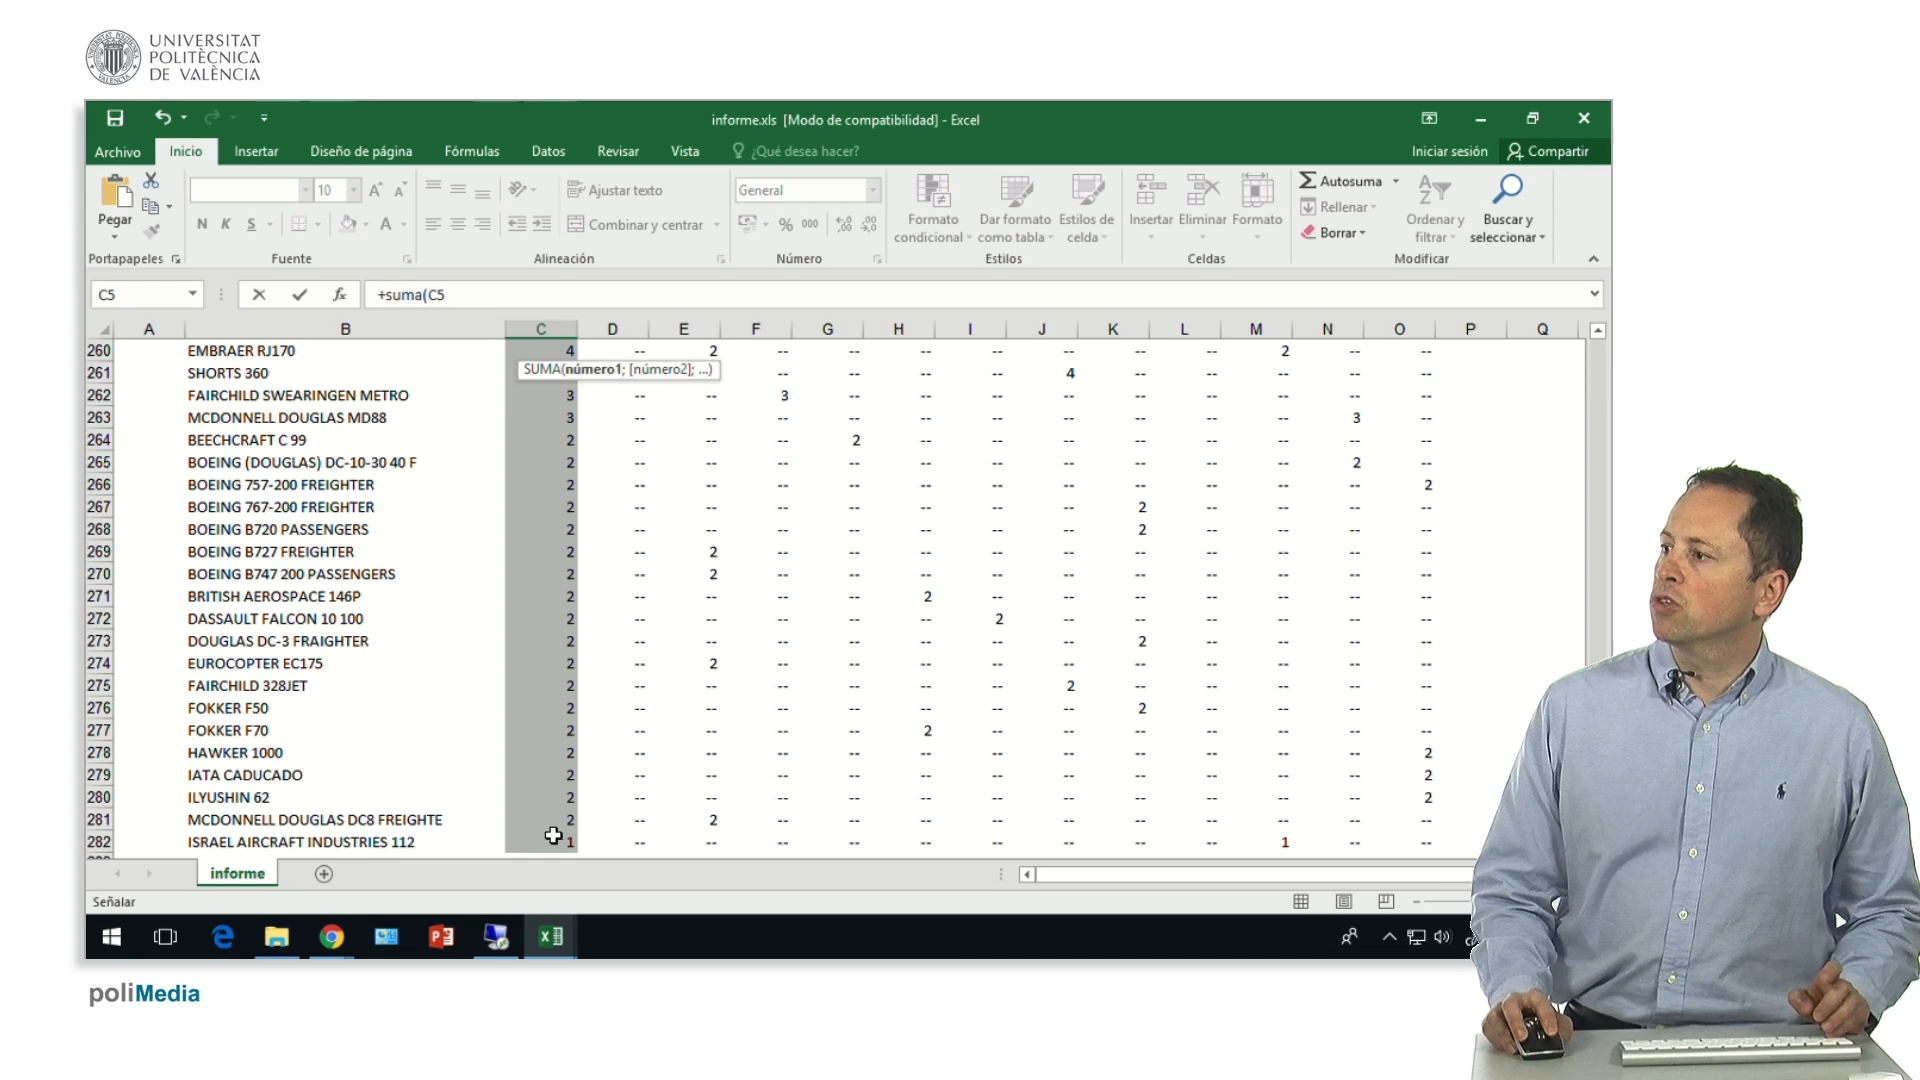 UNIVERSITAT
POLITÈCNICA
DE VALÈNCIA
informe.xls [Modo de compatibilidad] - Excel
Archivo Inicio Insertar Diseño de página Fórmulas Datos Revisar Vista ¿Qué desea hacer? Iniciar sesión Compartir
Pegar
Portapapeles
10
N K S A
Fuente
Ajustar texto
Combinar y centrar
Alineación
General
% 000
Número
Formato condicional
Dar formato como tabla
Estilos de celda
Estilos
Insertar Eliminar Formato
Celdas
Autosuma
Rellenar
Borrar
Ordenar y filtrar
Buscar y seleccionar
Modificar
C5 fx +suma(C5
A B C D E F G H I J K L M N O P Q
260 EMBRAER RJ170 4 -- 2 -- -- -- -- -- -- -- 2 -- --
SUMA(número1; [número2]; ...)
261 SHORTS 360 -- -- -- -- 4 -- -- -- -- --
262 FAIRCHILD SWEARINGEN METRO 3 -- -- 3 -- -- -- -- -- -- -- -- --
263 MCDONNELL DOUGLAS MD88 3 -- -- -- -- -- -- -- -- -- -- 3 --
264 BEECHCRAFT C 99 2 -- -- -- 2 -- -- -- -- -- -- -- --
265 BOEING (DOUGLAS) DC-10-30 40 F 2 -- -- -- -- -- -- -- -- -- -- 2 --
266 BOEING 757-200 FREIGHTER 2 -- -- -- -- -- -- -- -- -- -- -- 2
267 BOEING 767-200 FREIGHTER 2 -- -- -- -- -- -- -- 2 -- -- -- --
268 BOEING B720 PASSENGERS 2 -- -- -- -- -- -- -- 2 -- -- -- --
269 BOEING B727 FREIGHTER 2 -- 2 -- -- -- -- -- -- -- -- -- --
270 BOEING B747 200 PASSENGERS 2 -- 2 -- -- -- -- -- -- -- -- -- --
271 BRITISH AEROSPACE 146P 2 -- -- -- -- 2 -- -- -- -- -- -- --
272 DASSAULT FALCON 10 100 2 -- -- -- -- -- 2 -- -- -- -- -- --
273 DOUGLAS DC-3 FRAIGHTER 2 -- -- -- -- -- -- -- 2 -- -- -- --
274 EUROCOPTER EC175 2 -- 2 -- -- -- -- -- -- -- -- -- --
275 FAIRCHILD 328JET 2 -- -- -- -- -- -- 2 -- -- -- -- --
276 FOKKER F50 2 -- -- -- -- -- -- -- 2 -- -- -- --
277 FOKKER F70 2 -- -- -- -- 2 -- -- -- -- -- -- --
278 HAWKER 1000 2 -- -- -- -- -- -- -- -- -- -- -- 2
279 IATA CADUCADO 2 -- -- -- -- -- -- -- -- -- -- -- 2
280 ILYUSHIN 62 2 -- -- -- -- -- -- -- -- -- -- -- 2
281 MCDONNELL DOUGLAS DC8 FREIGHTE 2 -- 2 -- -- -- -- -- -- -- -- -- --
282 ISRAEL AIRCRAFT INDUSTRIES 112 1 -- -- -- -- -- -- -- -- -- 1 -- --
informe
Señalar
poliMedia